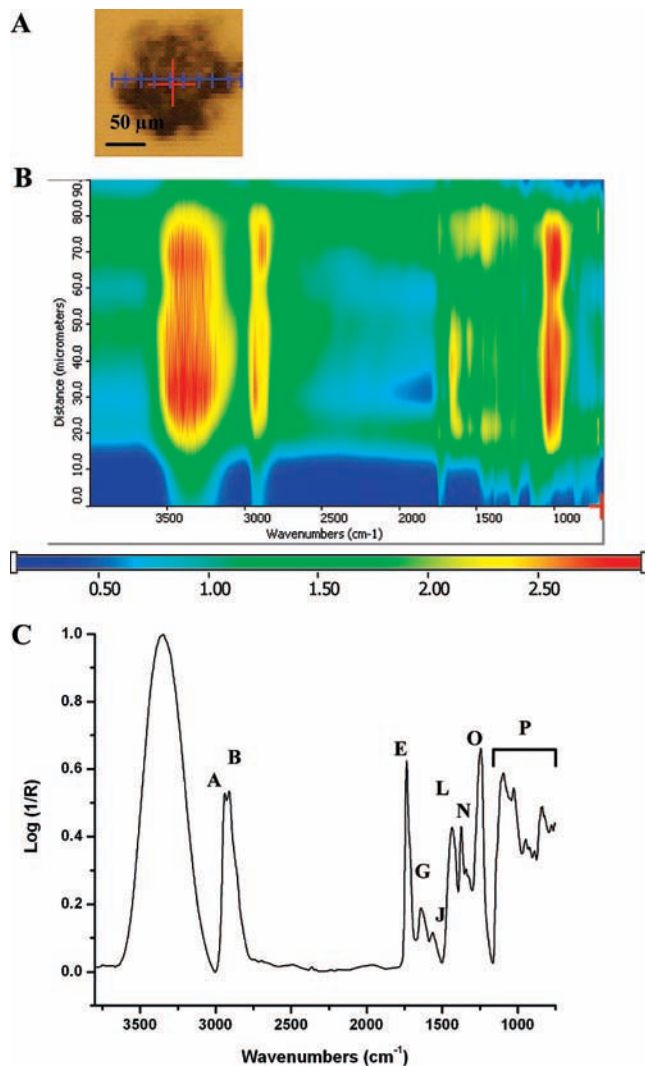 A
50 µm
B
Distance (micrometers)
90.
80.0
70.0
60.0
50.0
40.0
30.0
20.0
10.0
0.0
3500 3000 2500 2000 1500 1000
Wavenumbers (cm-1)
0.50 1.00 1.50 2.00 2.50
C
Log (1/R)
1.0
0.8
0.6
0.4
0.2
0.0
A
B
E
G
J
L
N
O
P
3500 3000 2500 2000 1500 1000
Wavenumbers (cm⁻¹)